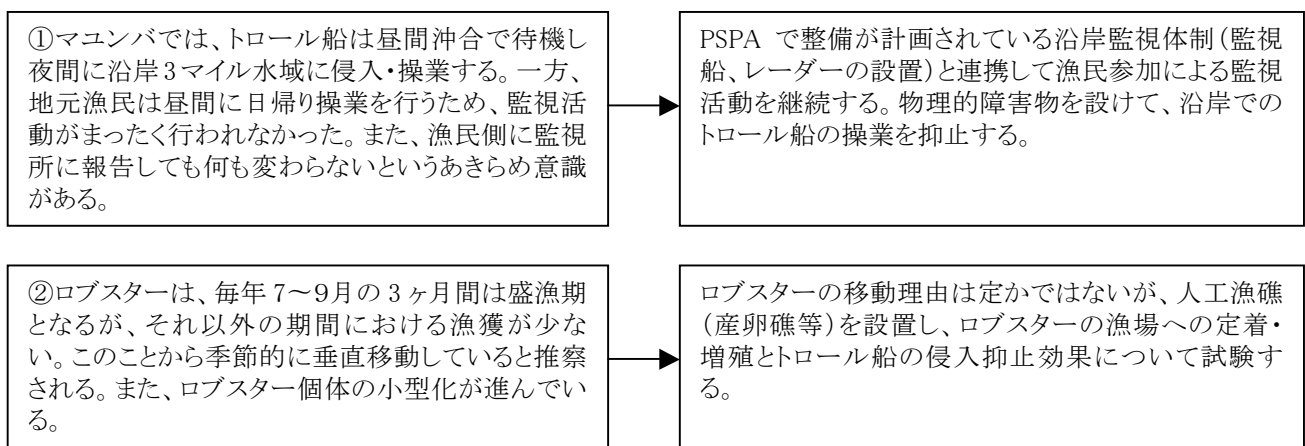 ①マユンバでは、トロール船は昼間沖合で待機し
夜間に沿岸3マイル水域に侵入・操業する。一方、
地元漁民は昼間に日帰り操業を行うため、監視活
動がまったく行われなかった。また、漁民側に監視
所に報告しても何も変わらないというあきらめ意識
がある。
PSPA で整備が計画されている沿岸監視体制(監視
船、レーダーの設置)と連携して漁民参加による監視
活動を継続する。物理的障害物を設けて、沿岸での
トロール船の操業を抑止する。
②ロブスターは、毎年 7～9月の 3 ヶ月間は盛漁期
となるが、それ以外の期間における漁獲が少な
い。このことから季節的に垂直移動していると推察
される。また、ロブスター個体の小型化が進んでい
る。
ロブスターの移動理由は定かではないが、人工漁礁
(産卵礁等)を設置し、ロブスターの漁場への定着・
増殖とトロール船の侵入抑止効果について試験す
る。